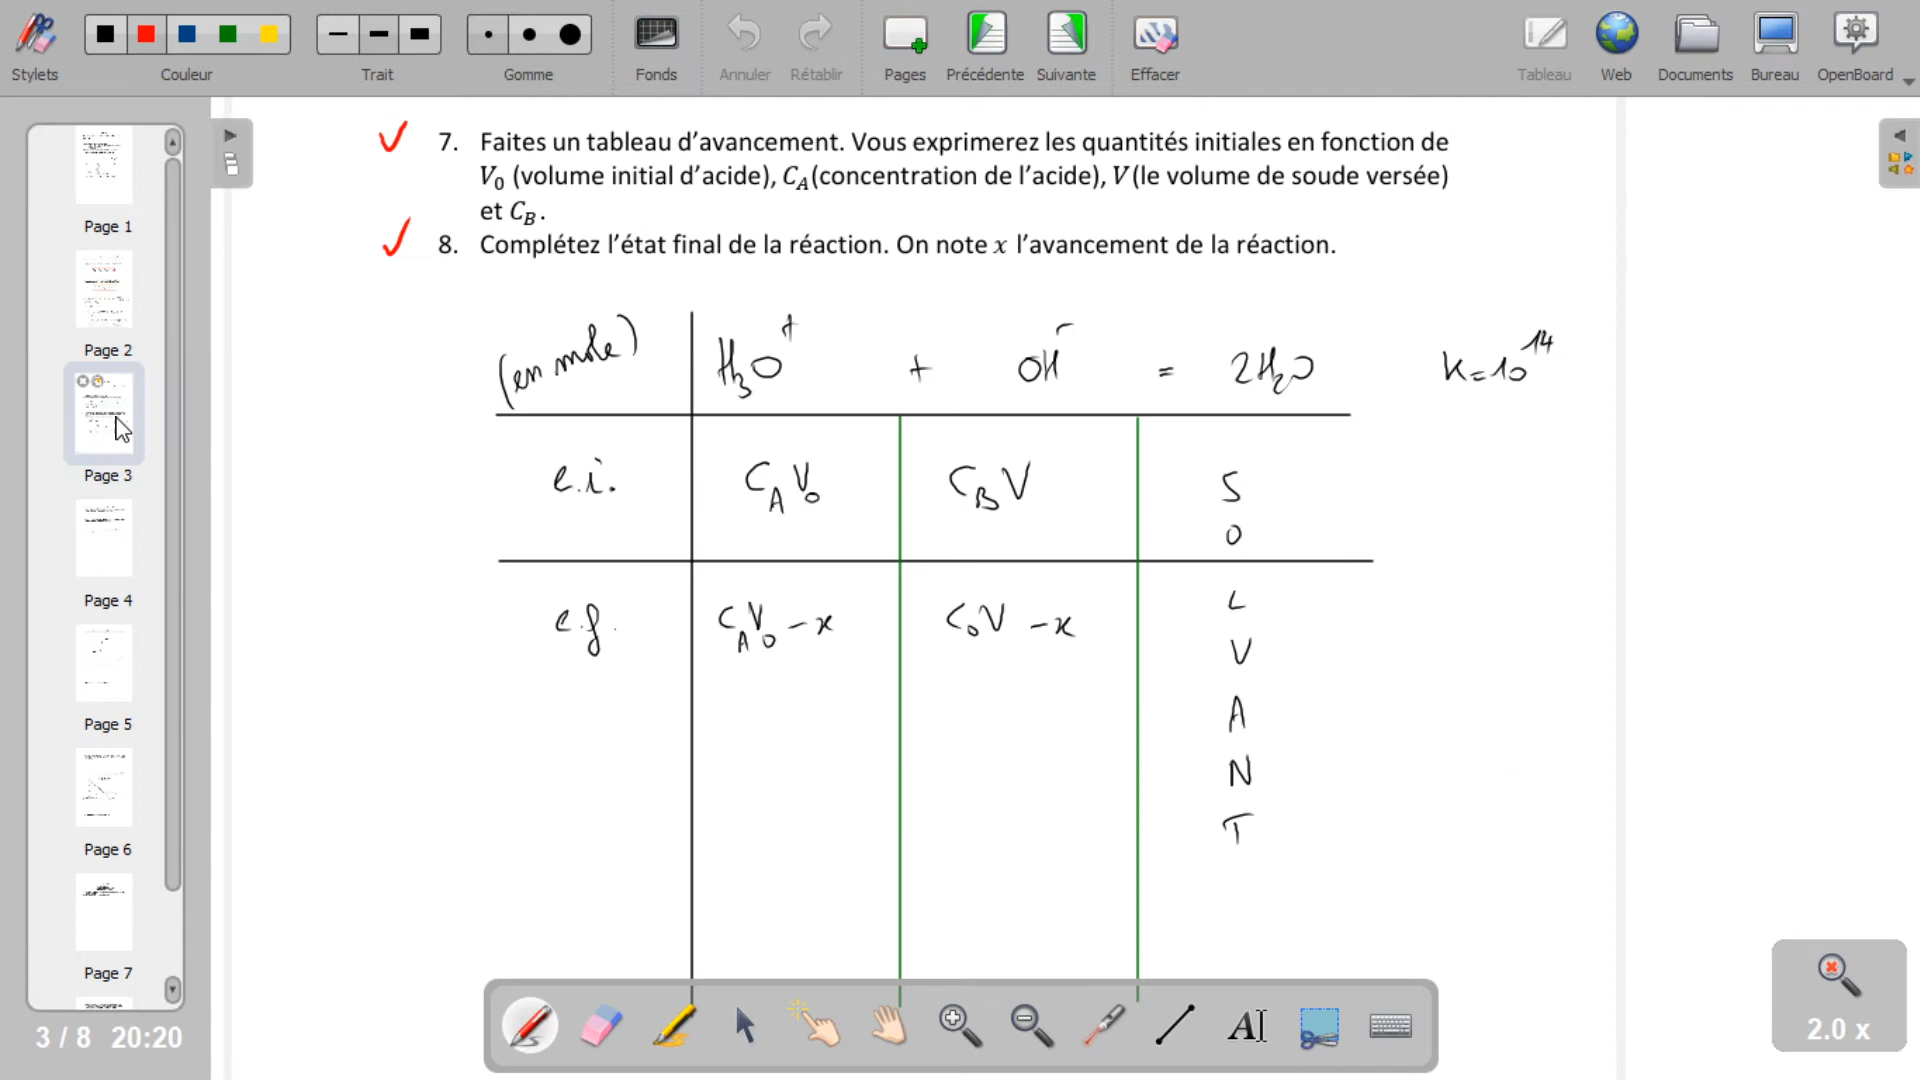 Stylets
Couleur
Trait
Gomme
Fonds
Annuler
Rétablir
Pages
Précédente
Suivante
Effacer
Tableau
Web
Documents
Bureau
OpenBoard
Page 1
Page 2
Page 3
Page 4
Page 5
Page 6
Page 7
3 / 8 20:20
7. Faites un tableau d’avancement. Vous exprimerez les quantités initiales en fonction de
V₀ (volume initial d’acide), C_A(concentration de l’acide), V(le volume de soude versée)
et C_B.
8. Complétez l’état final de la réaction. On note x l’avancement de la réaction.
(en mole) H₃O⁺ + OH⁻ = 2H₂O K=10¹⁴
e.i. C_A V₀ C_B V S
O
e.f. C_A V₀ - x C₀V - x L
V
A
N
T
AI
2.0 x